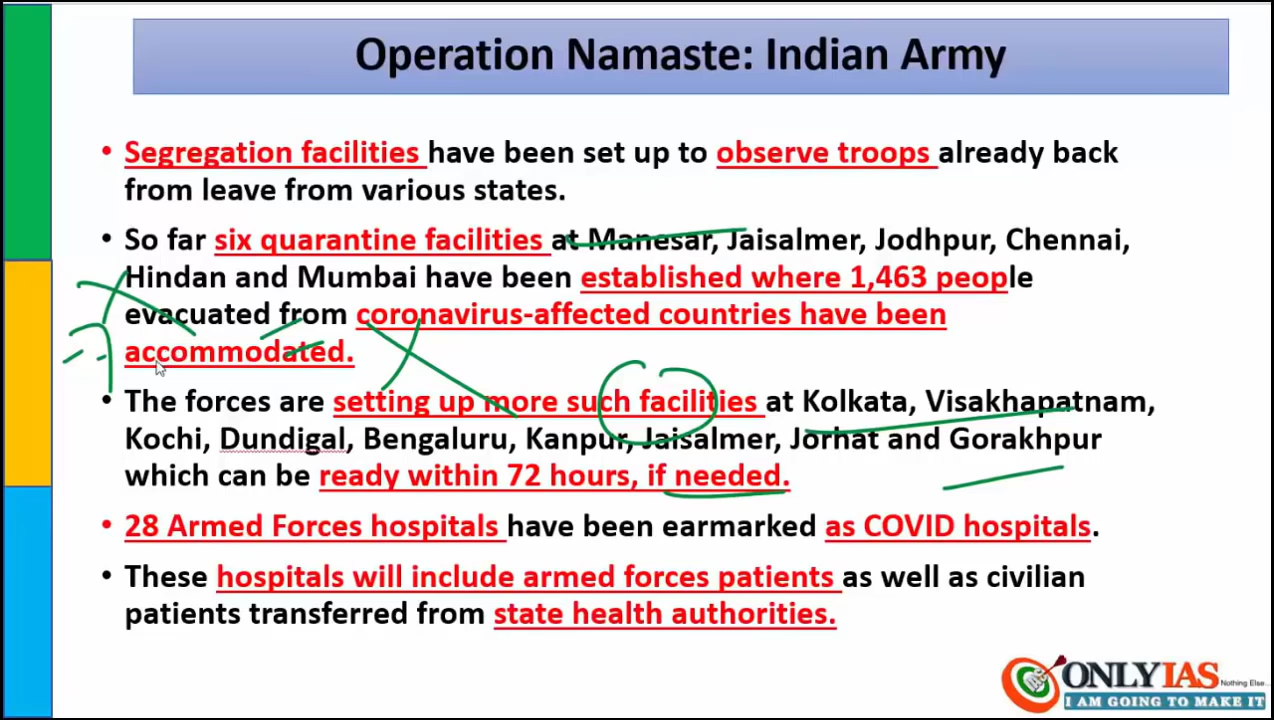 Operation Namaste: Indian Army
• Segregation facilities have been set up to observe troops already back
from leave from various states.
• So far six quarantine facilities at Manesar, Jaisalmer, Jodhpur, Chennai,
Hindan and Mumbai have been established where 1,463 people
evacuated from coronavirus-affected countries have been
accommodated.
• The forces are setting up more such facilities at Kolkata, Visakhapatnam,
Kochi, Dundigal, Bengaluru, Kanpur, Jaisalmer, Jorhat and Gorakhpur
which can be ready within 72 hours, if needed.
• 28 Armed Forces hospitals have been earmarked as COVID hospitals.
• These hospitals will include armed forces patients as well as civilian
patients transferred from state health authorities.
ONLYIAS Nothing Else...
I AM GOING TO MAKE IT